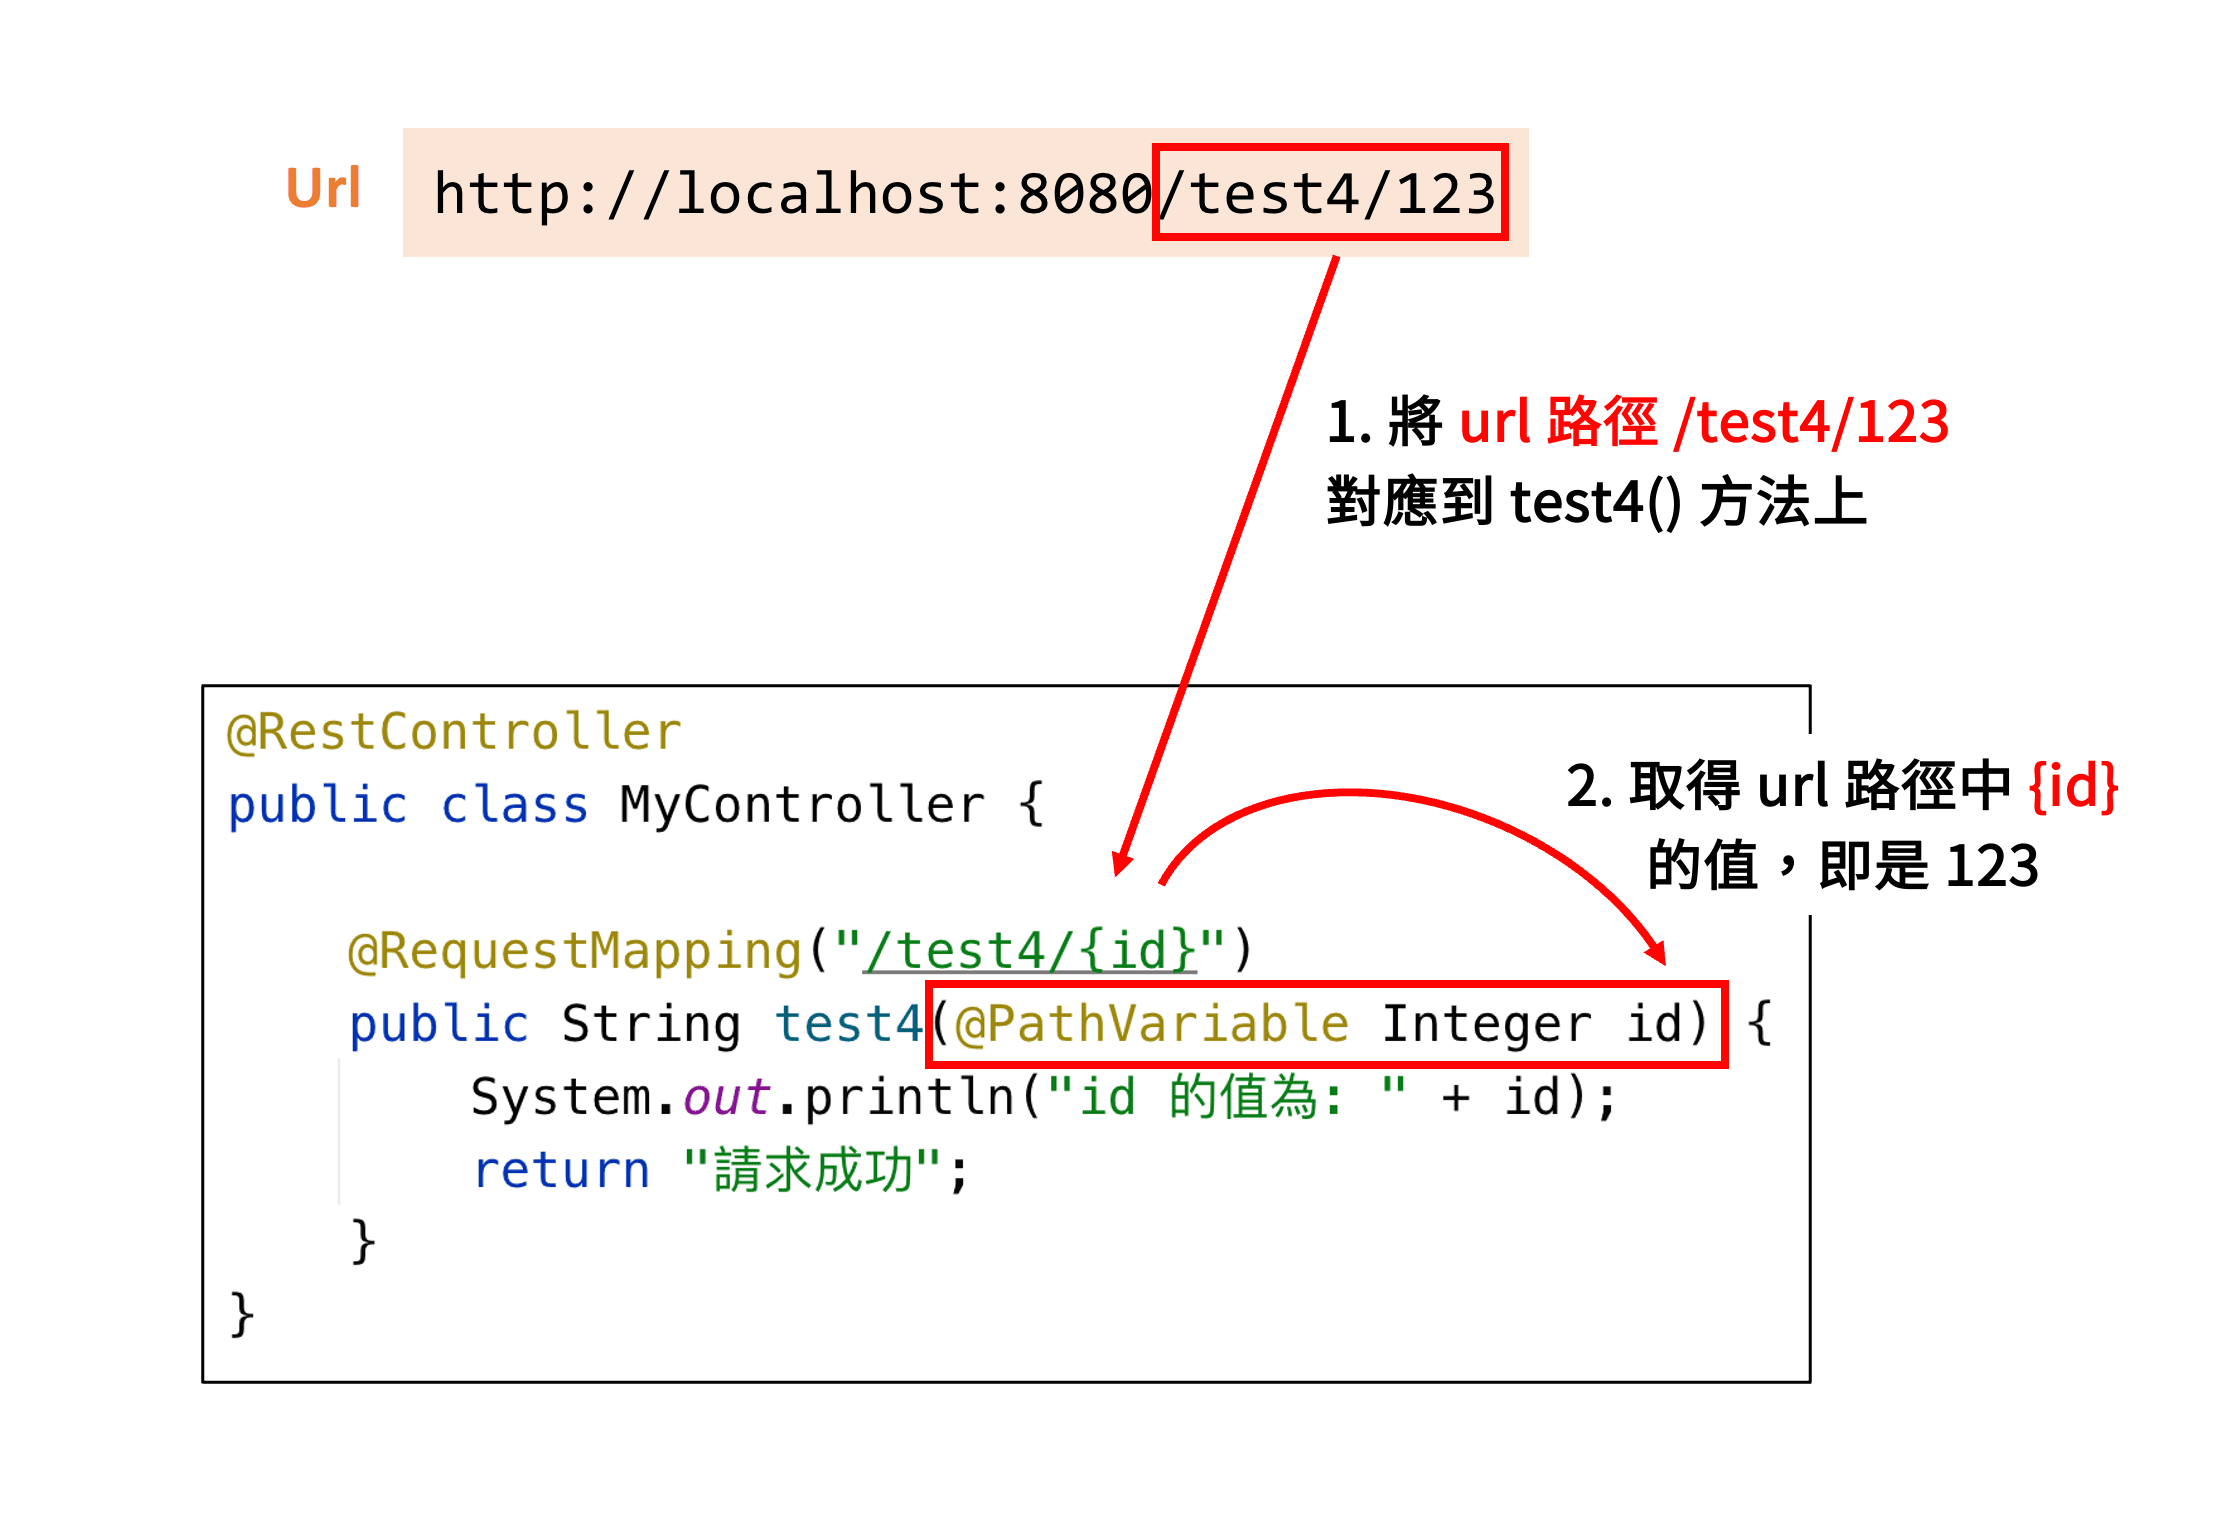 Url
http://localhost:8080/test4/123
1. 將 url 路徑 /test4/123
對應到 test4() 方法上
@RestController
public class MyController {
2. 取得 url 路徑中 {id}
的值，即是 123
@RequestMapping("/test4/{id}")
public String test4(@PathVariable Integer id) {
System.out.println("id 的值為: " + id);
return "請求成功";
}
}